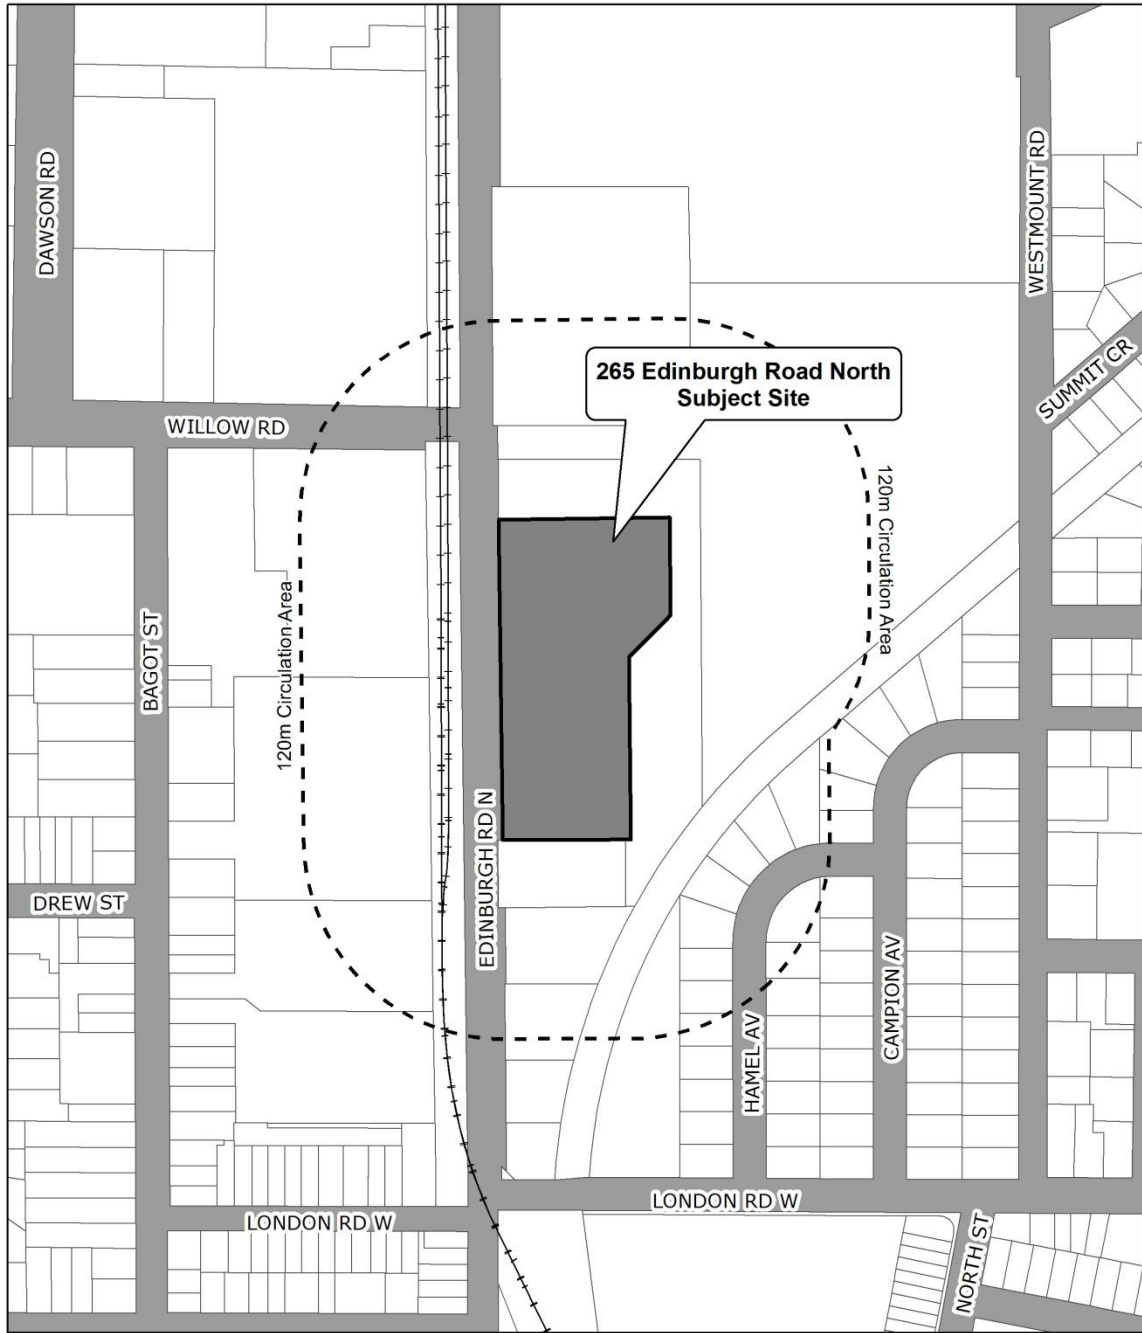 DAWSON RD
WESTMOUNT RD
SUMMIT CR
265 Edinburgh Road North
Subject Site
WILLOW RD
120m Circulation Area
120m Circulation Area
BAGOT ST
EDINBURGH RD N
DREW ST
CAMPION AV
HAMEL AV
LONDON RD W
LONDON RD W
NORTH ST